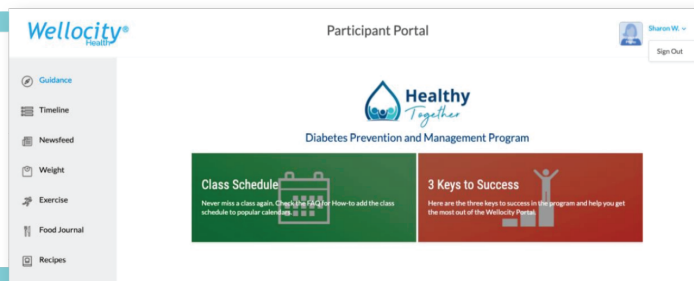 Wellocity®
Health
Participant Portal
Sharon W.
Sign Out
Guidance
Timeline
Newsfeed
Weight
Exercise
Food Journal
Recipes
Healthy
Together
Diabetes Prevention and Management Program
Class Schedule
Never miss a class again. Check the FAQ for How-to add the class
schedule to popular calendars.
3 Keys to Success
Here are the three keys to success in the program and help you get
the most out of the Wellocity Portal.